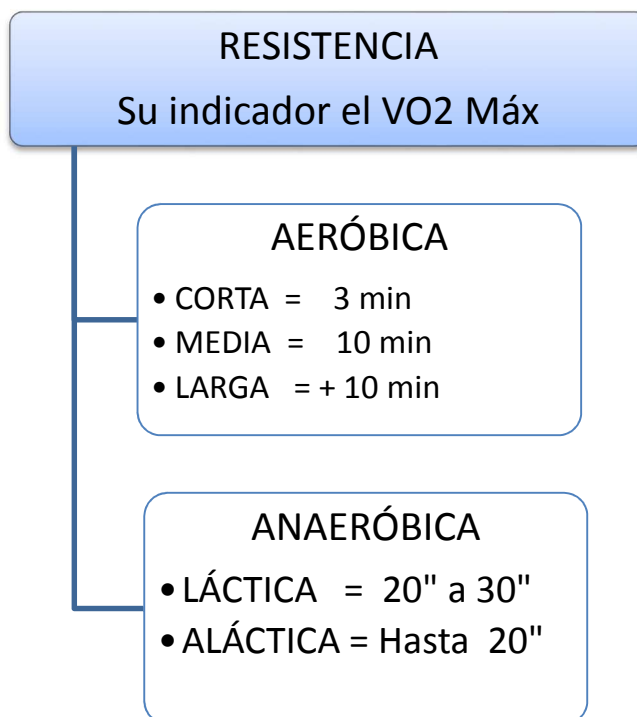 RESISTENCIA
Su indicador el VO2 Máx
AERÓBICA
• CORTA = 3 min
• MEDIA = 10 min
• LARGA = + 10 min
ANAERÓBICA
• LÁCTICA = 20" a 30"
• ALÁCTICA = Hasta 20"